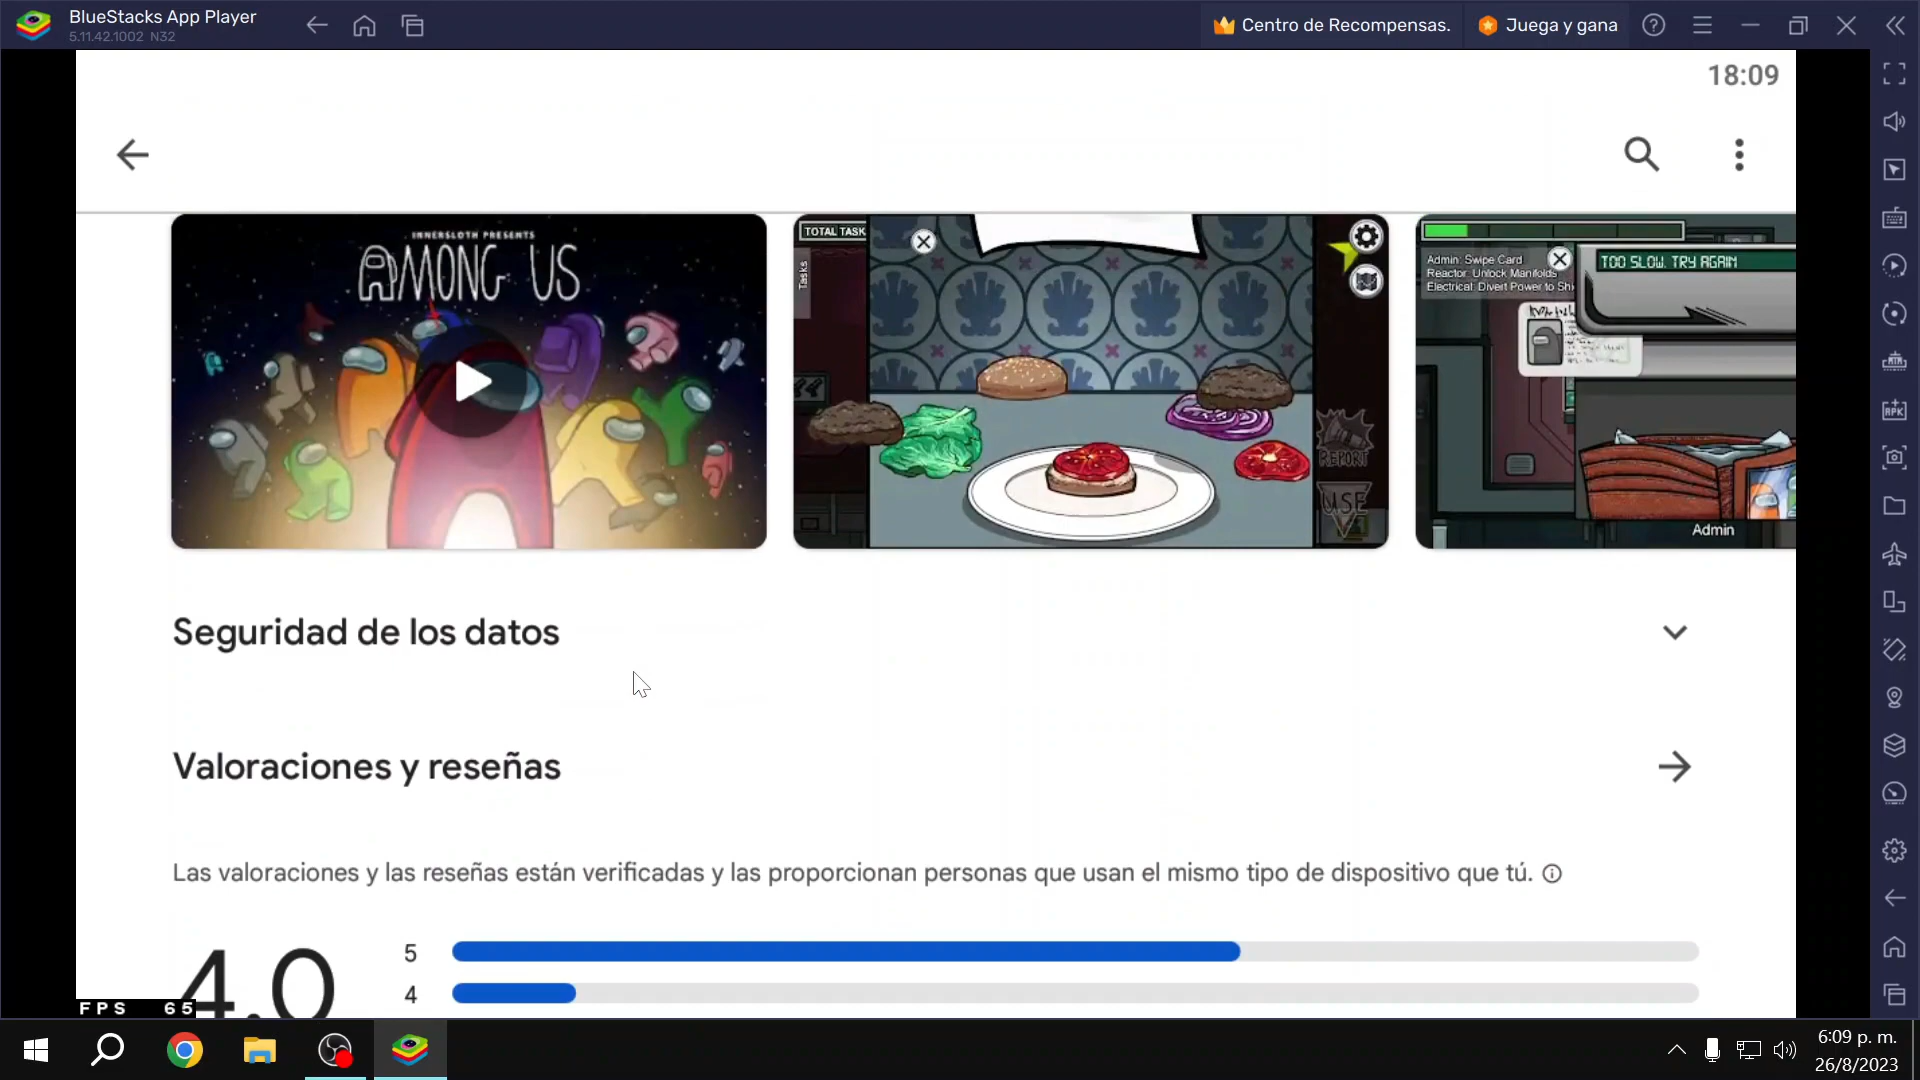 BlueStacks App Player
5.11.42.1002 N32
Centro de Recompensas.
Juega y gana
18:09
INNERSLOTH PRESENTS
AMONG US
TOTAL TASK
Tasks
REPORT
USE
Admin: Swipe Card
Reactor: Unlock Manifolds
Electrical: Divert Power to Shi
TOO SLOW. TRY AGAIN
Admin
Seguridad de los datos
Valoraciones y reseñas
Las valoraciones y las reseñas están verificadas y las proporcionan personas que usan el mismo tipo de dispositivo que tú.
4.0
5
4
FPS 65
6:09 p. m.
26/8/2023